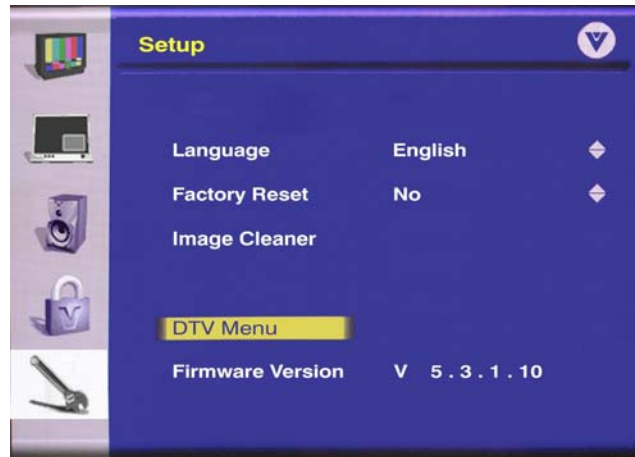 Setup
V
Language English
Factory Reset No
Image Cleaner
V
DTV Menu
Firmware Version V 5.3.1.10